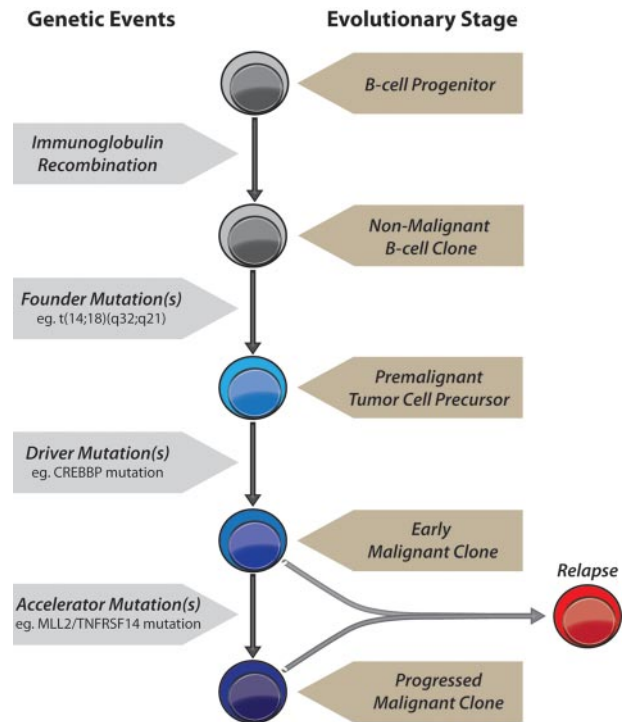 Genetic Events
Evolutionary Stage
B-cell Progenitor
Immunoglobulin
Recombination
Non-Malignant
B-cell Clone
Founder Mutation(s)
eg. t(14;18)(q32;q21)
Premalignant
Tumor Cell Precursor
Driver Mutation(s)
eg. CREBBP mutation
Early
Malignant Clone
Relapse
Accelerator Mutation(s)
eg. MLL2/TNFRSF14 mutation
Progressed
Malignant Clone